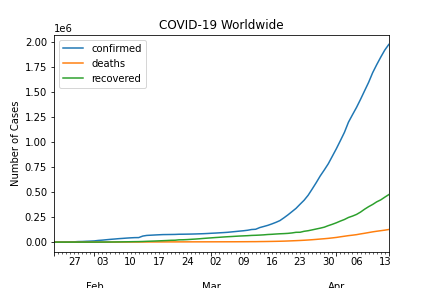 COVID-19 Worldwide
1e6
confirmed
deaths
recovered
2.00
1.75
1.50
1.25
1.00
0.75
0.50
0.25
0.00
Number of Cases
27 03 10 17 24 02 09 16 23 30 06 13
Feb Mar Apr